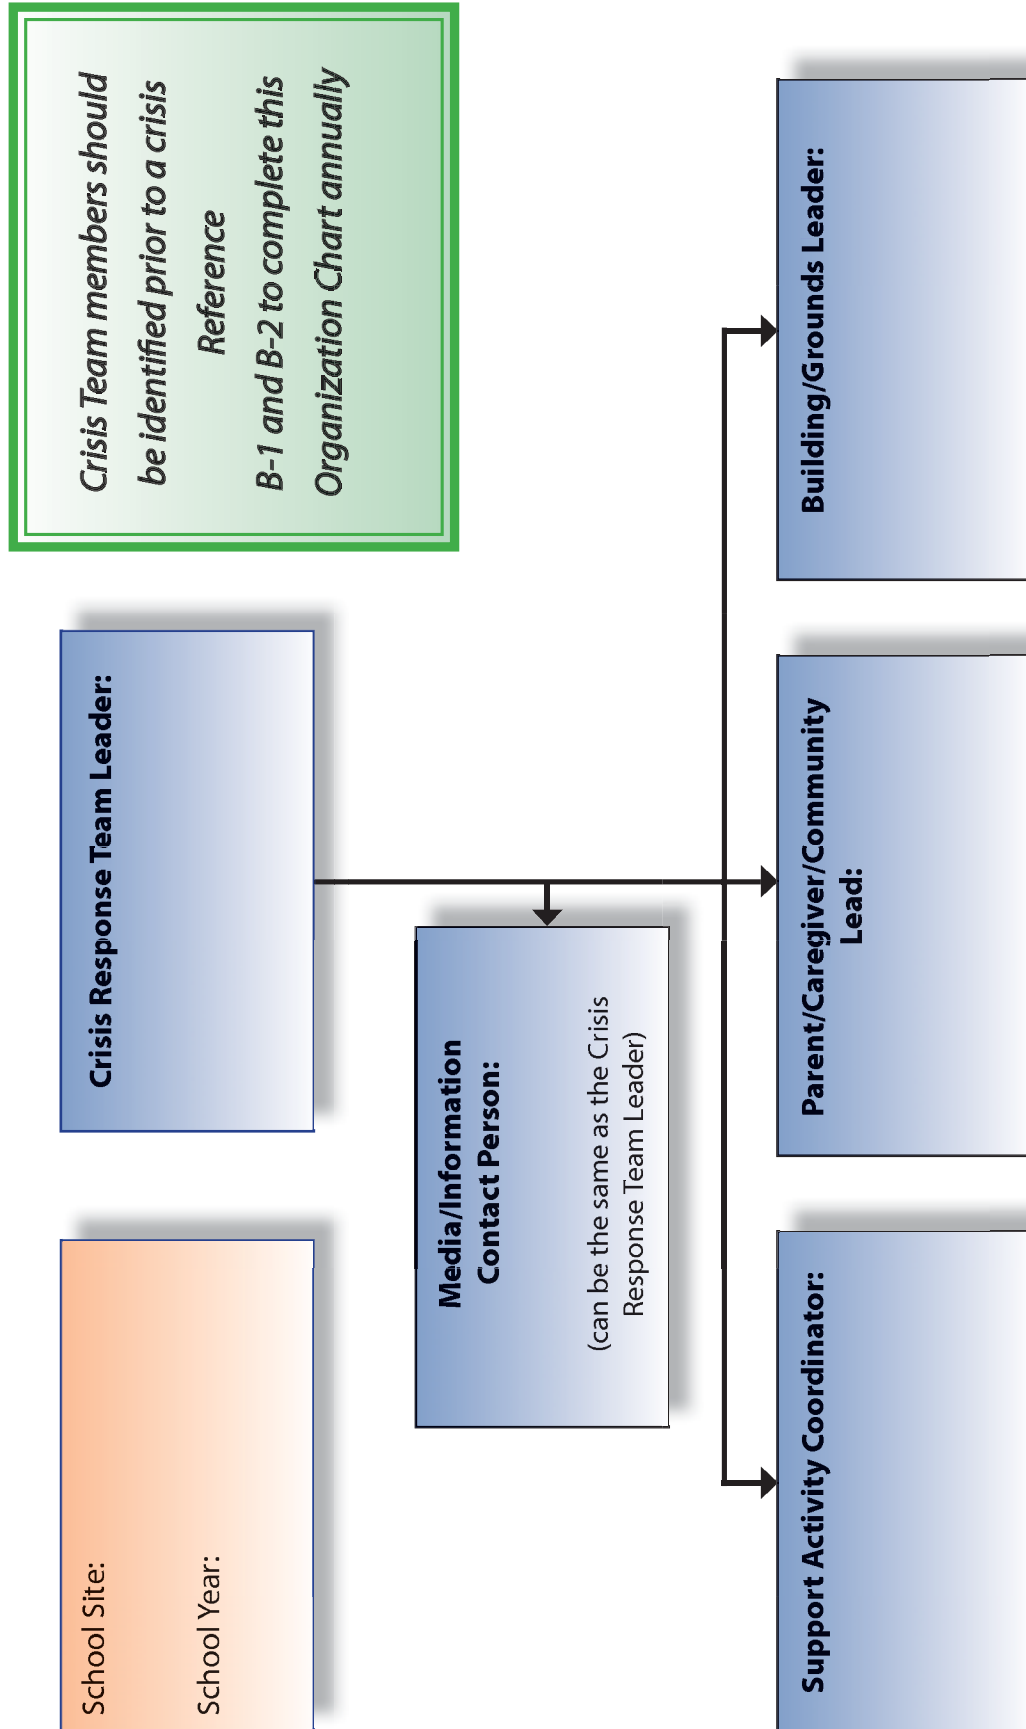 School Site:
School Year:
Crisis Response Team Leader:
Crisis Team members should
be identified prior to a crisis
Reference
B-1 and B-2 to complete this
Organization Chart annually
Media/Information
Contact Person:
(can be the same as the Crisis
Response Team Leader)
Support Activity Coordinator:
Parent/Caregiver/Community
Lead:
Building/Grounds Leader: